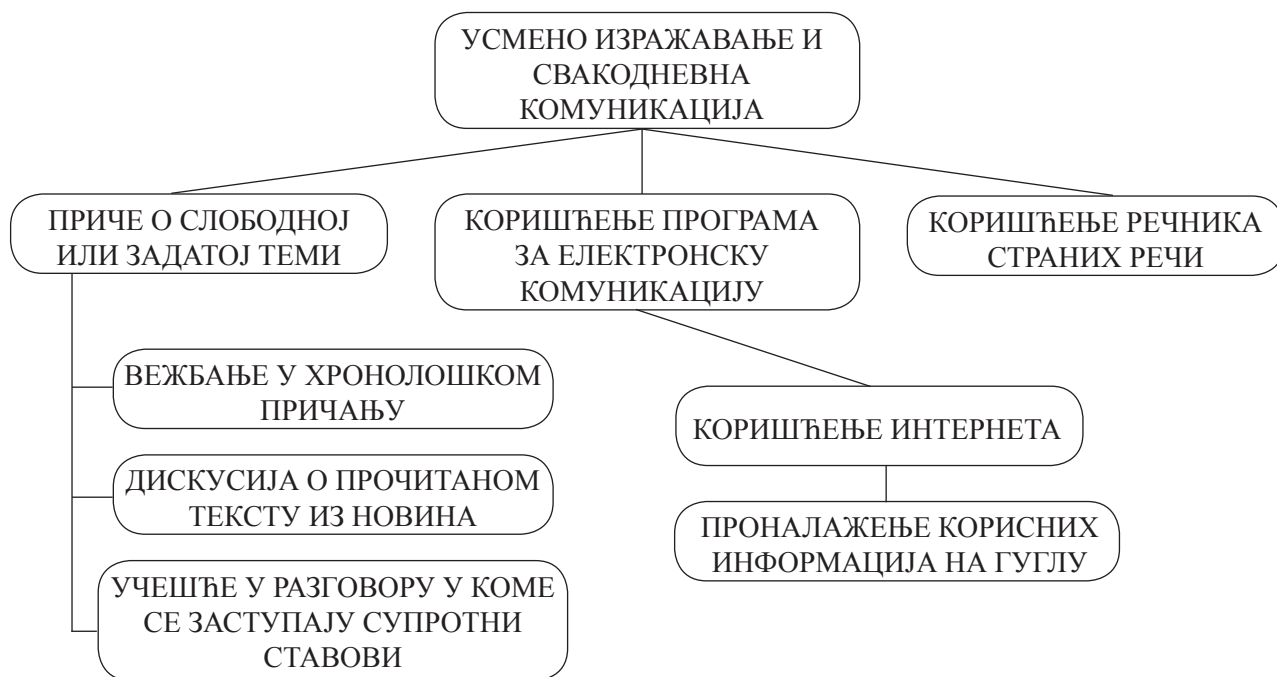 УСМЕНО ИЗРАЖАВАЊЕ И
СВАКОДНЕВНА
КОМУНИКАЦИЈА
ПРИЧЕ О СЛОБОДНОЈ
ИЛИ ЗАДАТОЈ ТЕМИ
КОРИШЋЕЊЕ ПРОГРАМА
ЗА ЕЛЕКТРОНСКУ
КОМУНИКАЦИЈУ
КОРИШЋЕЊЕ РЕЧНИКА
СТРАНИХ РЕЧИ
ВЕЖБАЊЕ У ХРОНОЛОШКОМ
ПРИЧАЊУ
ДИСКУСИЈА О ПРОЧИТАНОМ
ТЕКСТУ ИЗ НОВИНА
УЧЕШЋЕ У РАЗГОВОРУ У КОМЕ
СЕ ЗАСТУПАЈУ СУПРОТНИ
СТАВОВИ
КОРИШЋЕЊЕ ИНТЕРНЕТА
ПРОНАЛАЖЕЊЕ КОРИСНИХ
ИНФОРМАЦИЈА НА ГУГЛУ